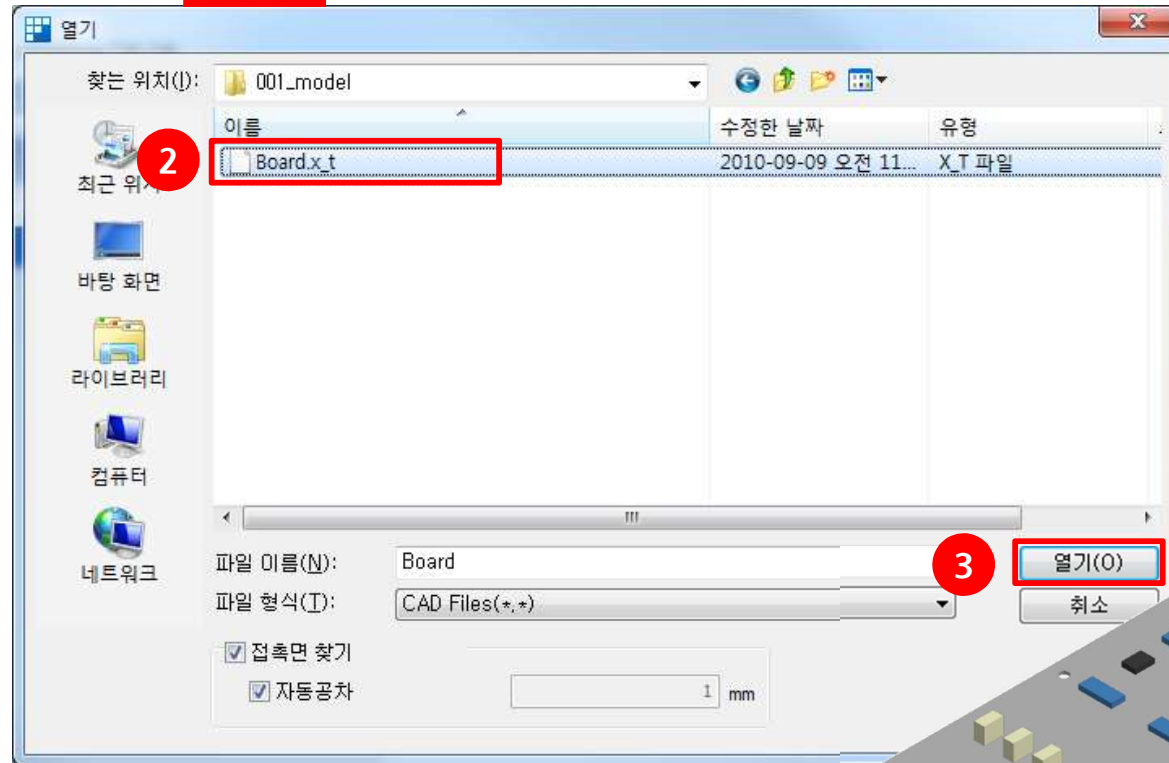 열기
찾는 위치(I):
001_model
이름
수정한 날짜
유형
2
Board.x_t
2010-09-09 오전 11...
X_T 파일
최근 위
바탕 화면
라이브러리
컴퓨터
네트워크
파일 이름(N):
Board
3
열기(O)
파일 형식(T):
CAD Files(*.*)
취소
접촉면 찾기
자동공차
1
mm